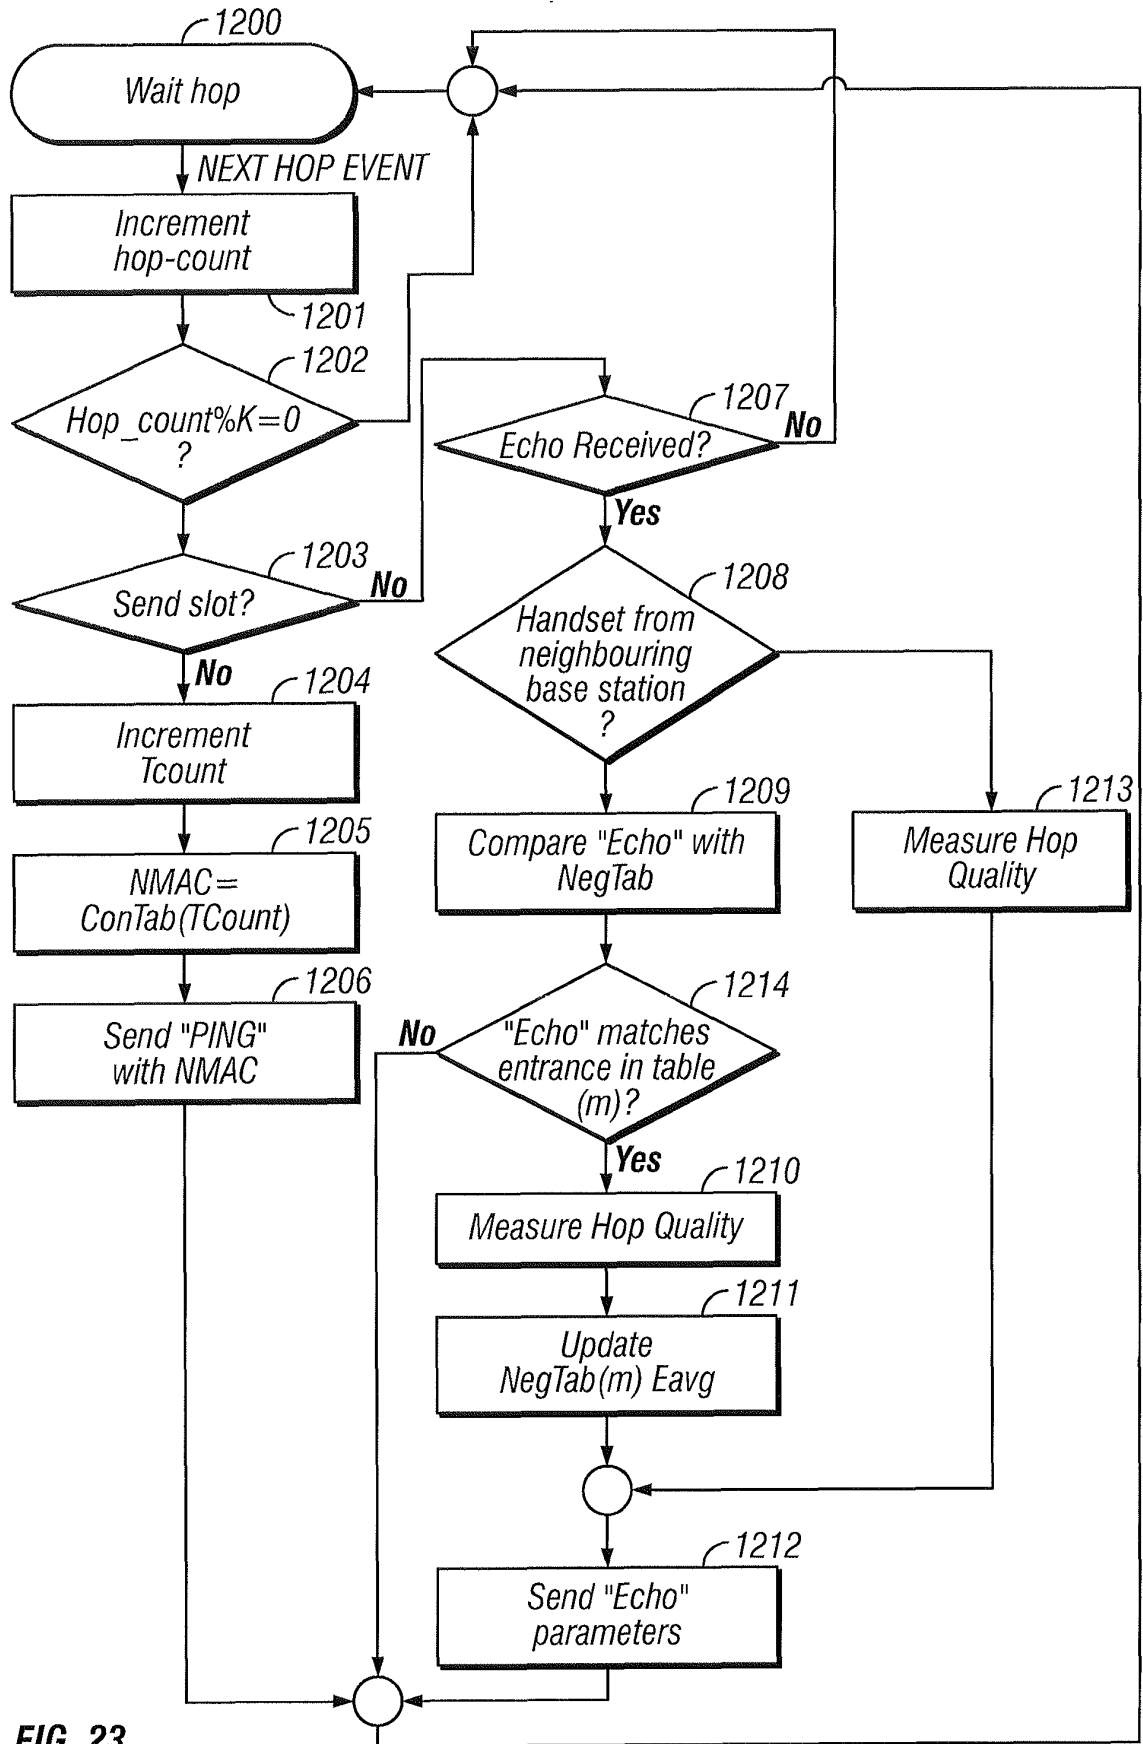 1200
Wait hop
NEXT HOP EVENT
Increment
hop-count
1201
1202
Hop_count%K=0
?
1203
Send slot?
No
No
1204
Increment
Tcount
1205
NMAC=
ConTab(TCount)
1206
Send "PING"
with NMAC
1207
Echo Received?
No
Yes
1208
Handset from
neighbouring
base station
?
1209
Compare "Echo" with
NegTab
1213
Measure Hop
Quality
1214
"Echo" matches
entrance in table
(m)?
No
Yes
1210
Measure Hop Quality
1211
Update
NegTab(m) Eavg
1212
Send "Echo"
parameters
FIG. 23